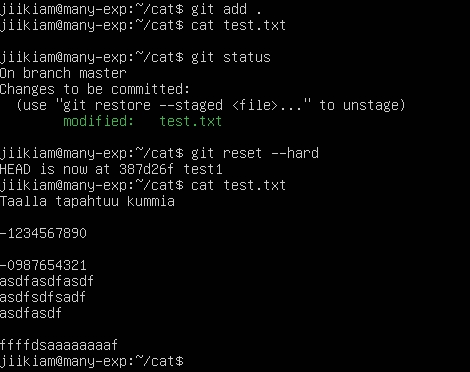 jiikiam@many-exp:~/cat$ git add .
jiikiam@many-exp:~/cat$ cat test.txt
jiikiam@many-exp:~/cat$ git status
On branch master
Changes to be committed:
  (use "git restore --staged <file>..." to unstage)
        modified:   test.txt
jiikiam@many-exp:~/cat$ git reset --hard
HEAD is now at 387d26f test1
jiikiam@many-exp:~/cat$ cat test.txt
Taalla tapahtuu kummia
-1234567890
-0987654321
asdfasdfasdf
asdfsdfsadf
asdfasdf
ffffdsaaaaaaaaf
jiikiam@many-exp:~/cat$